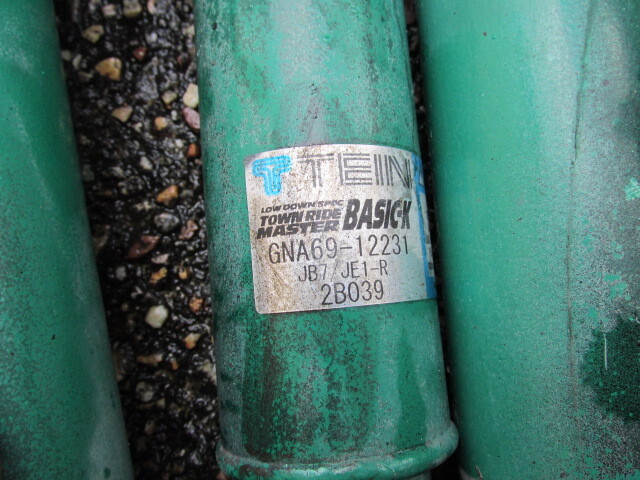 TEIN
LOW DOWN SPEC
TOWN RIDE
MASTER BASIC-K
GNA69-12231
JB7/JE1-R
2B039